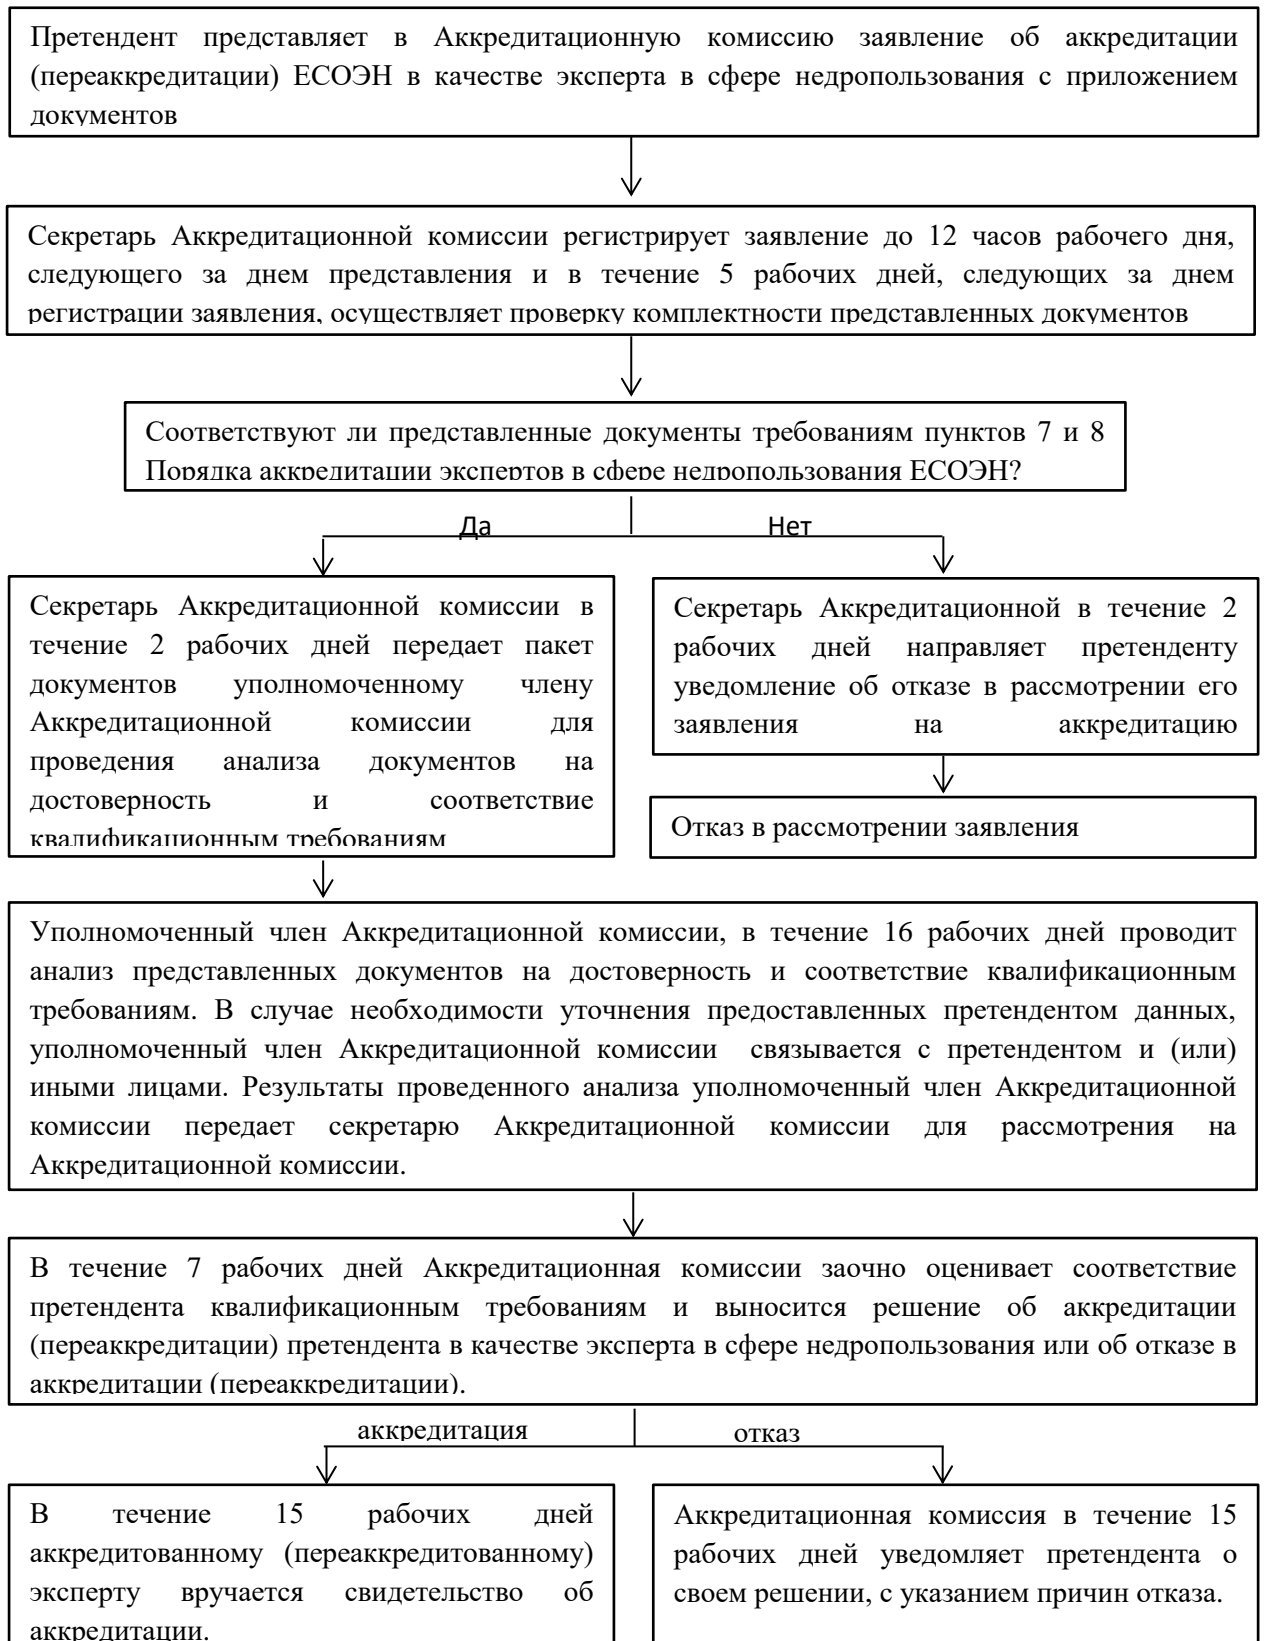 Претендент представляет в Аккредитационную комиссию заявление об аккредитации
(переаккредитации) ЕСОЭН в качестве эксперта в сфере недропользования с приложением
документов
Секретарь Аккредитационной комиссии регистрирует заявление до 12 часов рабочего дня,
следующего за днем представления и в течение 5 рабочих дней, следующих за днем
регистрации заявления, осуществляет проверку комплектности представленных документов
Соответствуют ли представленные документы требованиям пунктов 7 и 8
Порядка аккредитации экспертов в сфере недропользования ЕСОЭН?
Да
Нет
Секретарь Аккредитационной комиссии в
течение 2 рабочих дней передает пакет
документов уполномоченному члену
Аккредитационной комиссии для
проведения анализа документов на
достоверность и соответствие
квалификационным требованиям
Секретарь Аккредитационной в течение 2
рабочих дней направляет претенденту
уведомление об отказе в рассмотрении его
заявления на аккредитацию
Отказ в рассмотрении заявления
Уполномоченный член Аккредитационной комиссии, в течение 16 рабочих дней проводит
анализ представленных документов на достоверность и соответствие квалификационным
требованиям. В случае необходимости уточнения предоставленных претендентом данных,
уполномоченный член Аккредитационной комиссии связывается с претендентом и (или)
иными лицами. Результаты проведенного анализа уполномоченный член Аккредитационной
комиссии передает секретарю Аккредитационной комиссии для рассмотрения на
Аккредитационной комиссии.
В течение 7 рабочих дней Аккредитационная комиссии заочно оценивает соответствие
претендента квалификационным требованиям и выносится решение об аккредитации
(переаккредитации) претендента в качестве эксперта в сфере недропользования или об отказе в
аккредитации (переаккредитации).
аккредитация
отказ
В течение 15 рабочих дней
аккредитованному (переаккредитованному)
эксперту вручается свидетельство об
аккредитации.
Аккредитационная комиссия в течение 15
рабочих дней уведомляет претендента о
своем решении, с указанием причин отказа.